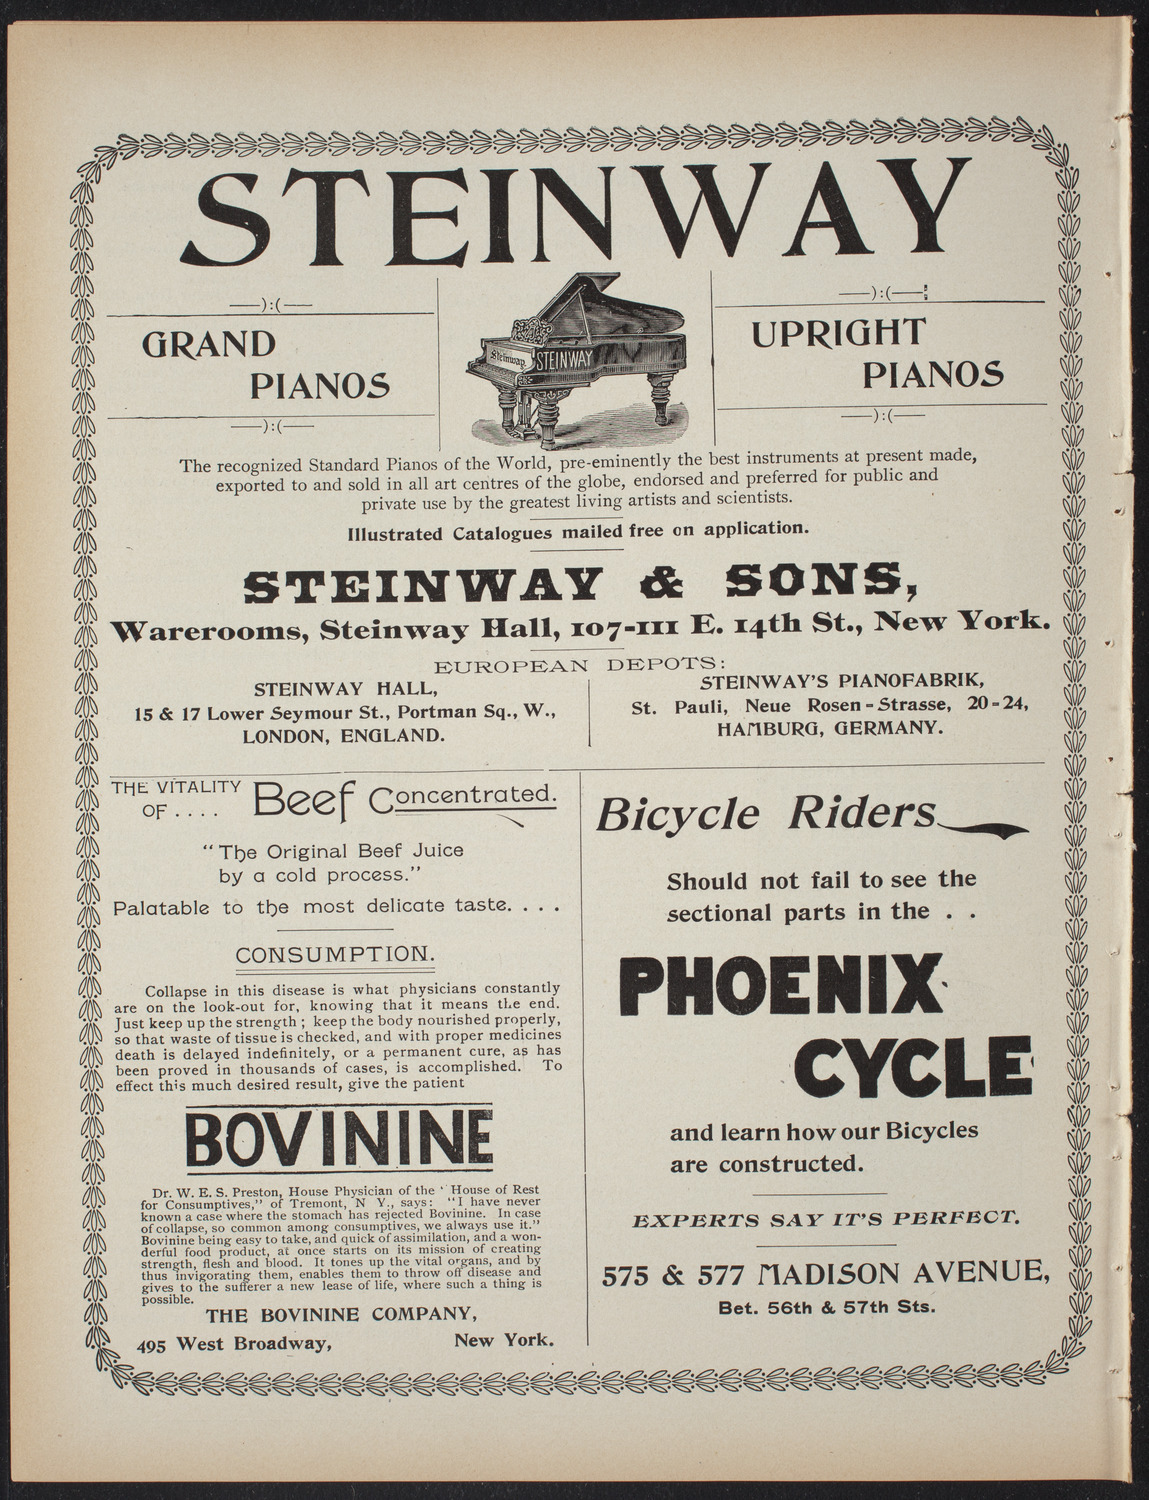 STEINWAY
GRAND
PIANOS
Steinway
STEINWAY
UPRIGHT
PIANOS
The recognized Standard Pianos of the World, pre-eminently the best instruments at present made,
exported to and sold in all art centres of the globe, endorsed and preferred for public and
private use by the greatest living artists and scientists.
Illustrated Catalogues mailed free on application.
STEINWAY & SONS,
Warerooms, Steinway Hall, 107-111 E. 14th St., New York.
EUROPEAN DEPOTS:
STEINWAY HALL,
15 & 17 Lower Seymour St., Portman Sq., W.,
LONDON, ENGLAND.
STEINWAY'S PIANOFABRIK,
St. Pauli, Neue Rosen-Strasse, 20-24,
HAMBURG, GERMANY.
THE VITALITY
OF .... Beef Concentrated.
"The Original Beef Juice
by a cold process."
Palatable to the most delicate taste. . . .
CONSUMPTION.
Collapse in this disease is what physicians constantly
are on the look-out for, knowing that it means the end.
Just keep up the strength; keep the body nourished properly,
so that waste of tissue is checked, and with proper medicines
death is delayed indefinitely, or a permanent cure, as has
been proved in thousands of cases, is accomplished. To
effect this much desired result, give the patient
BOVININE
Dr. W. E. S. Preston, House Physician of the ' House of Rest
for Consumptives," of Tremont, N Y., says: "I have never
known a case where the stomach has rejected Bovinine. In case
of collapse, so common among consumptives, we always use it."
Bovinine being easy to take, and quick of assimilation, and a won-
derful food product, at once starts on its mission of creating
strength, flesh and blood. It tones up the vital organs, and by
thus invigorating them, enables them to throw off disease and
gives to the sufferer a new lease of life, where such a thing is
possible.
THE BOVININE COMPANY,
495 West Broadway, New York.
Bicycle Riders
Should not fail to see the
sectional parts in the . .
PHOENIX
CYCLE
and learn how our Bicycles
are constructed.
EXPERTS SAY IT'S PERFECT.
575 & 577 MADISON AVENUE,
Bet. 56th & 57th Sts.